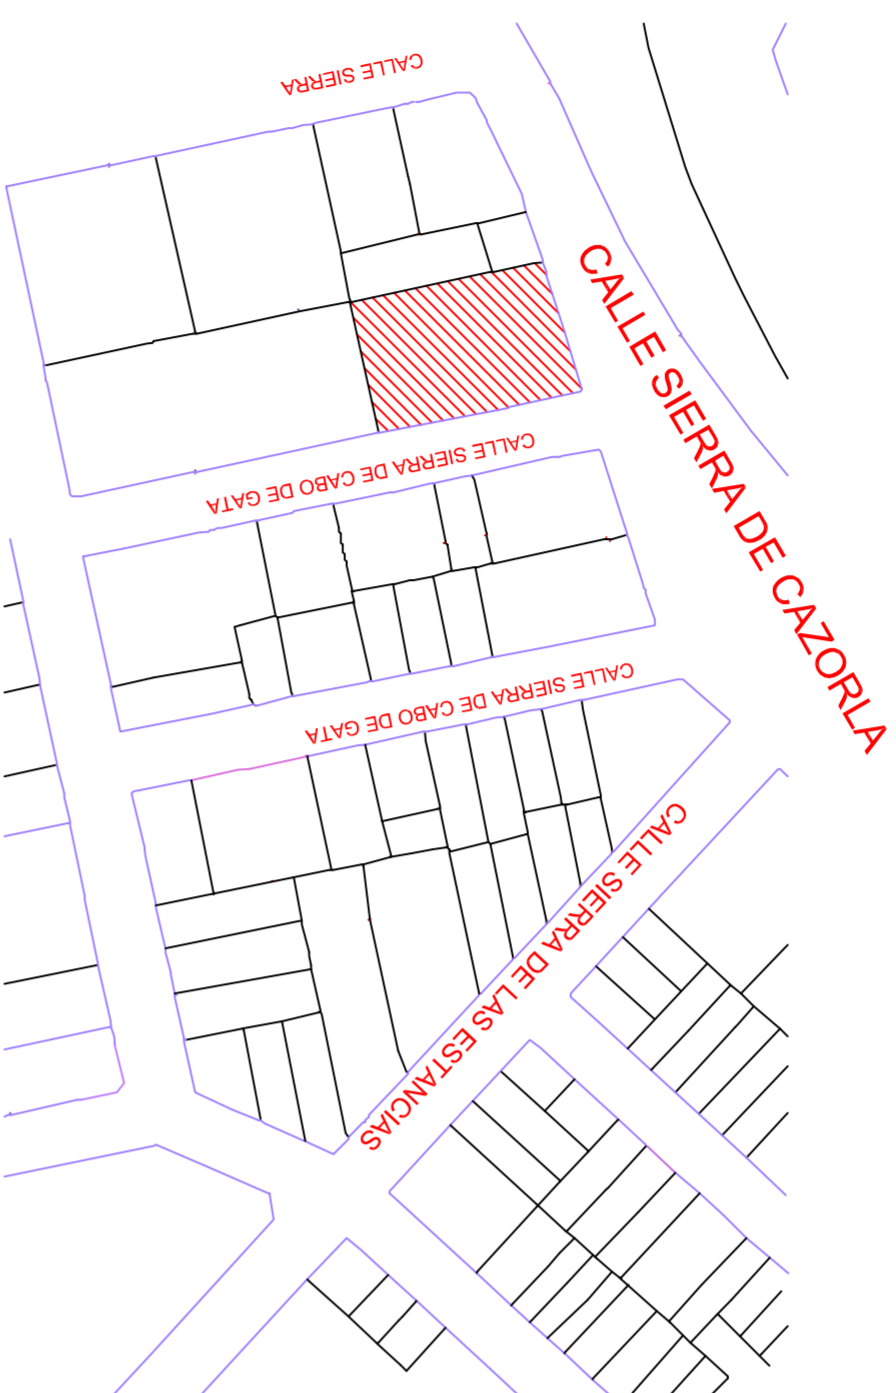 CALLE SIERRA
CALLE SIERRA DE CAZORLA
CALLE SIERRA DE CABO DE GATA
CALLE SIERRA DE CABO DE GATA
CALLE SIERRA DE LAS ESTANCIAS